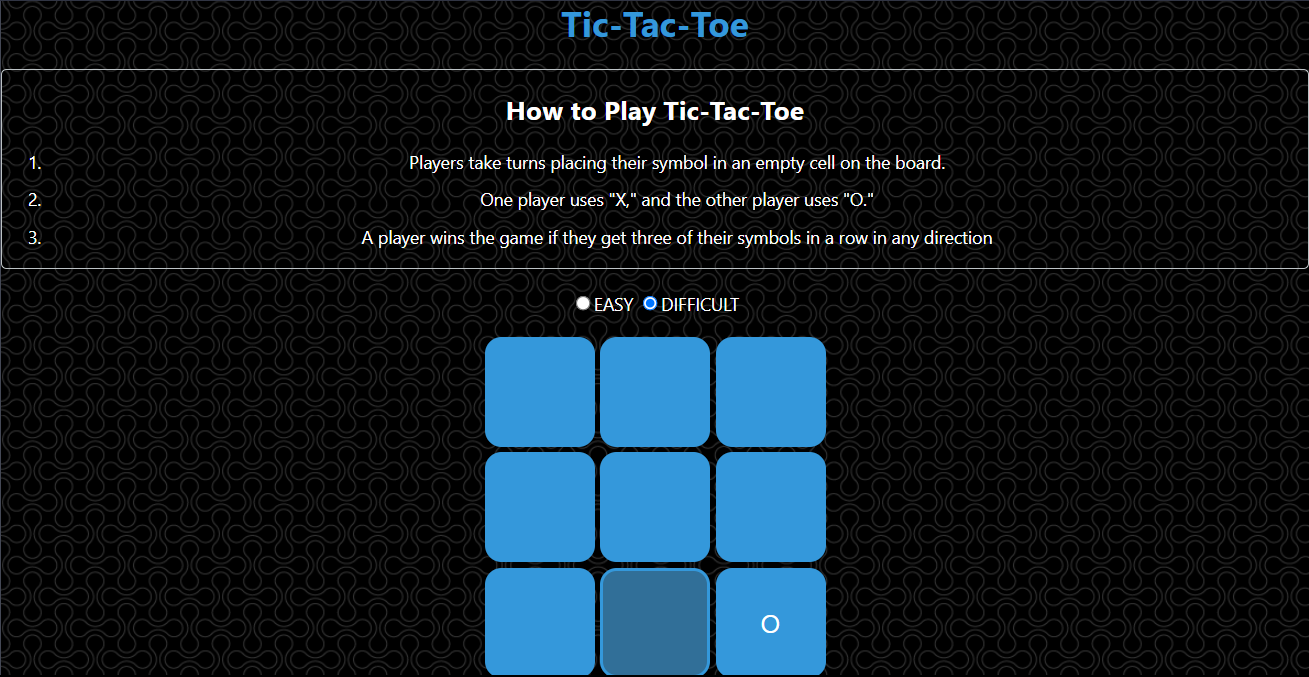 Tic-Tac-Toe
How to Play Tic-Tac-Toe
1. Players take turns placing their symbol in an empty cell on the board.
2. One player uses "X," and the other player uses "O."
3. A player wins the game if they get three of their symbols in a row in any direction
EASY DIFFICULT
O